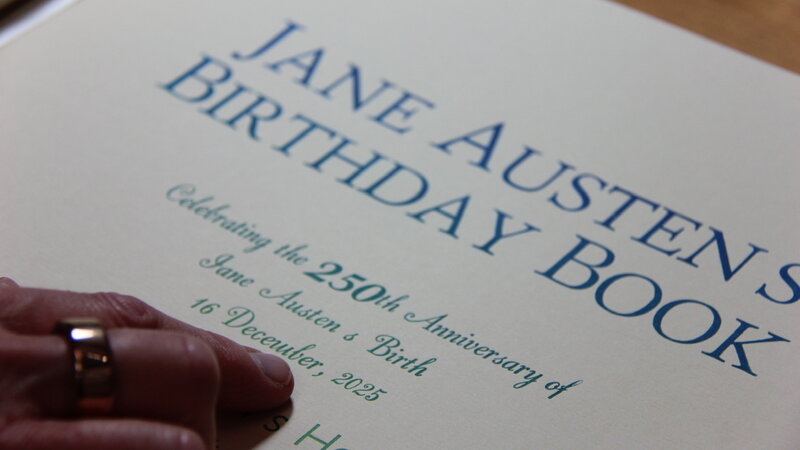 JANE AUSTEN S
BIRTHDAY BOOK
Celebrating the 250th Anniversary of
Jane Austen s Birth
16 December, 2025